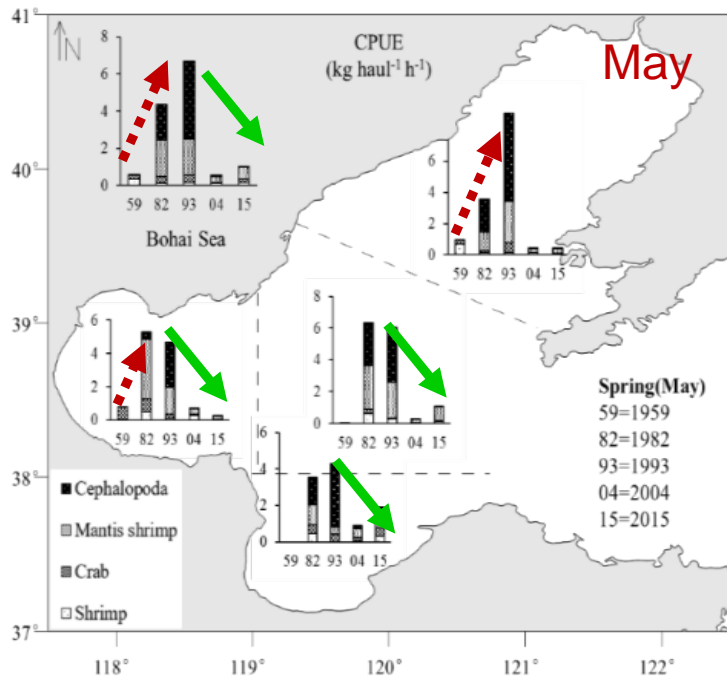 41°
N
CPUE
(kg haul⁻¹ h⁻¹)
May
8
6
4
2
0
59 82 93 04 15
Bohai Sea
40°
6
4
2
0
59 82 93 04 15
39°
6
4
2
0
59 82 93 04 15
8
6
4
2
0
59 82 93 04 15
Spring(May)
59=1959
82=1982
93=1993
04=2004
15=2015
38°
6
4
2
0
59 82 93 04 15
Cephalopoda
Mantis shrimp
Crab
Shrimp
37°
118° 119° 120° 121° 122°